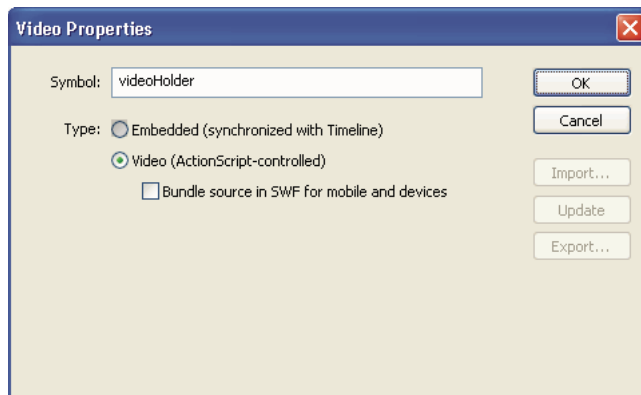 Video Properties
Symbol: videoHolder
OK
Type: Embedded (synchronized with Timeline)
Cancel
Video (ActionScript-controlled)
Import...
Bundle source in SWF for mobile and devices
Update
Export...